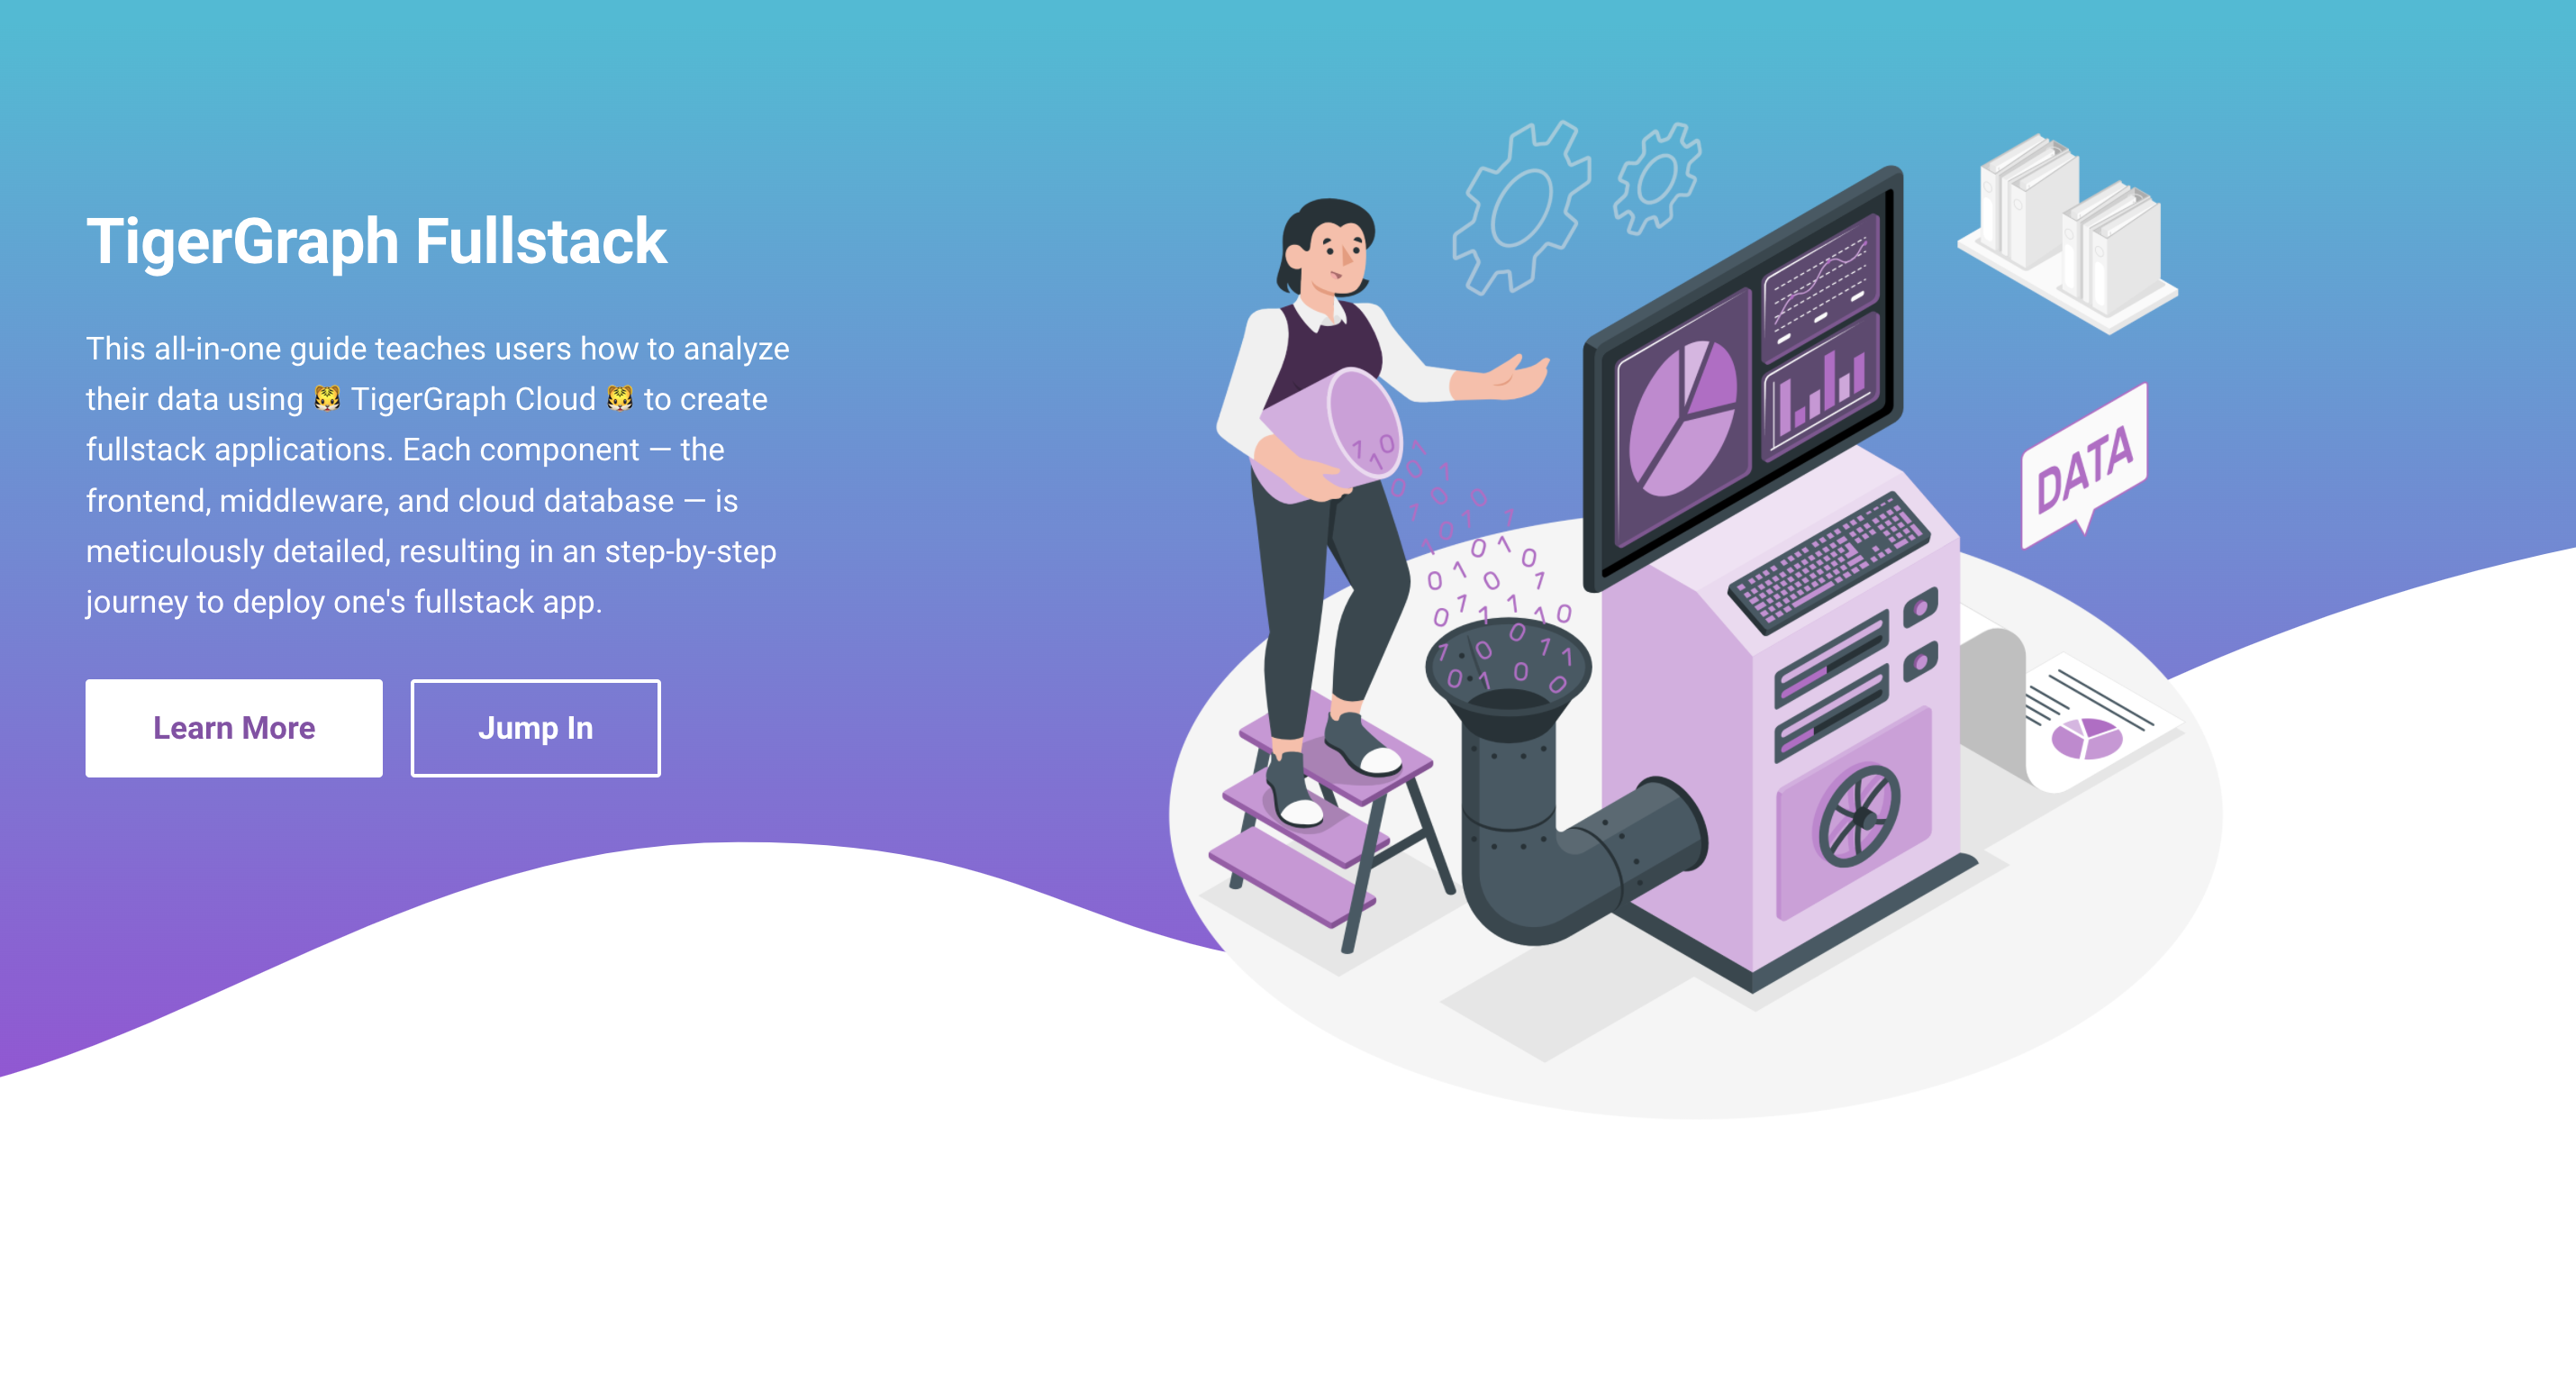 TigerGraph Fullstack
This all-in-one guide teaches users how to analyze
their data using 🐯 TigerGraph Cloud 🐯 to create
fullstack applications. Each component — the
frontend, middleware, and cloud database — is
meticulously detailed, resulting in an step-by-step
journey to deploy one's fullstack app.
Learn More
Jump In
DATA